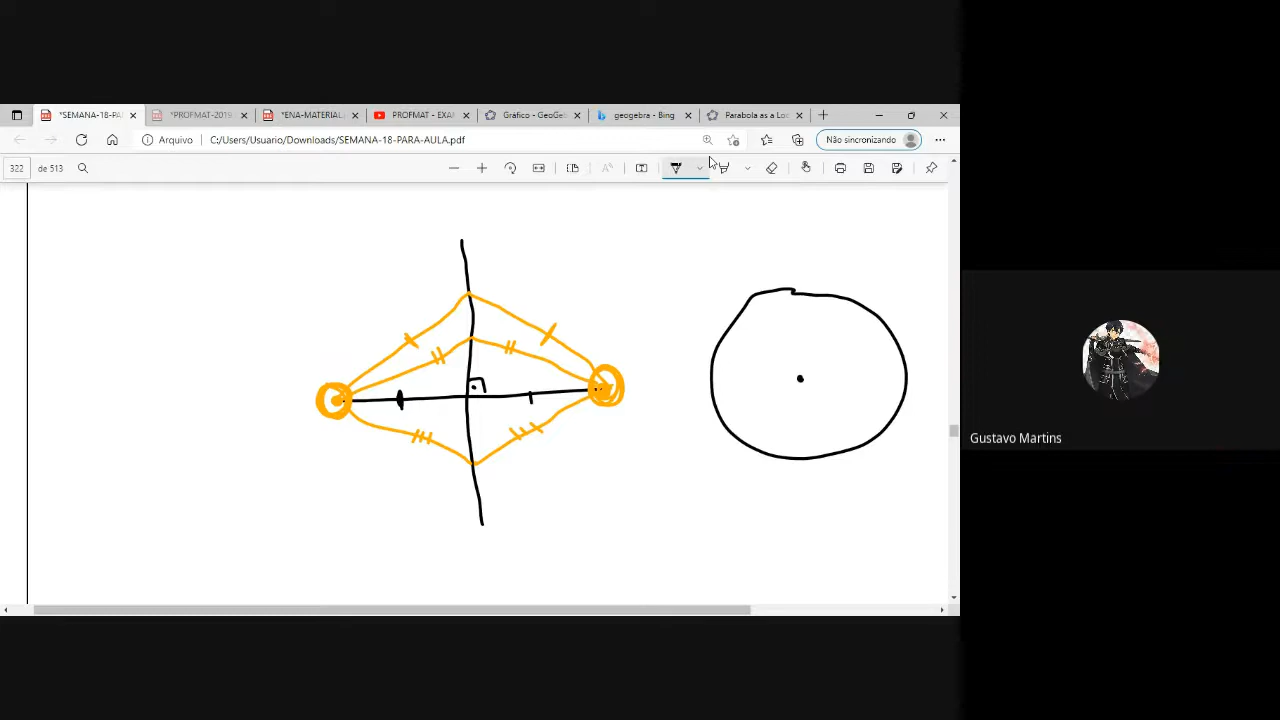 *SEMANA-18-PA
*PROFMAT-2019
*ENA-MATERIAL
PROFMAT - EXA
Gráfico - GeoGeb
geogebra - Bing
Parabola as a Lo
Arquivo C:/Users/Usuario/Downloads/SEMANA-18-PARA-AULA.pdf
Não sincronizando
322 de 513
Gustavo Martins